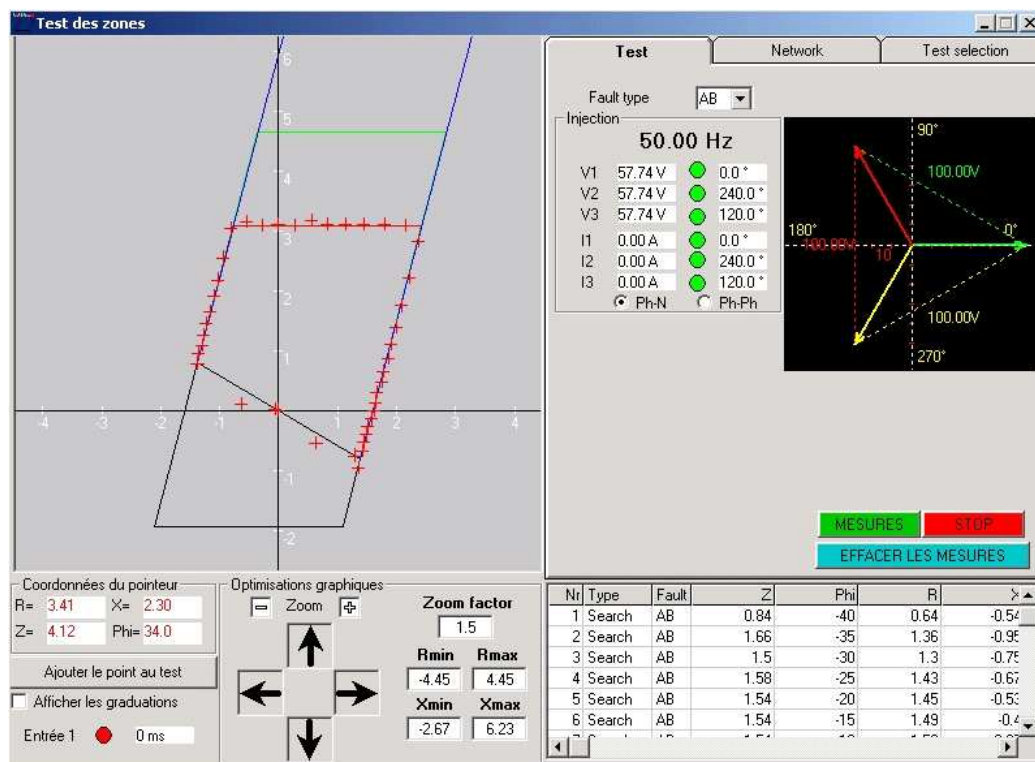 Test des zones
Test
Network
Test selection
6
5
4
3
2
1
-4
-3
-2
-1
1
2
3
4
-1
-2
Fault type AB
Injection
50.00 Hz
V1 57.74 V 0.0 °
V2 57.74 V 240.0 °
V3 57.74 V 120.0 °
I1 0.00 A 0.0 °
I2 0.00 A 240.0 °
I3 0.00 A 120.0 °
Ph-N Ph-Ph
90°
100.00V
180°
0°
100.00V
10
100.00V
270°
MESURES STOP
EFFACER LES MESURES
Coordonnées du pointeur
R= 3.41 X= 2.30
Z= 4.12 Phi= 34.0
Ajouter le point au test
Afficher les graduations
Entrée 1 0 ms
Optimisations graphiques
Zoom
Zoom factor
1.5
Rmin Rmax
-4.45 4.45
Xmin Xmax
-2.67 6.23
Nr Type Fault Z Phi R X
1 Search AB 0.84 -40 0.64 -0.54
2 Search AB 1.66 -35 1.36 -0.95
3 Search AB 1.5 -30 1.3 -0.75
4 Search AB 1.58 -25 1.43 -0.67
5 Search AB 1.54 -20 1.45 -0.53
6 Search AB 1.54 -15 1.49 -0.4